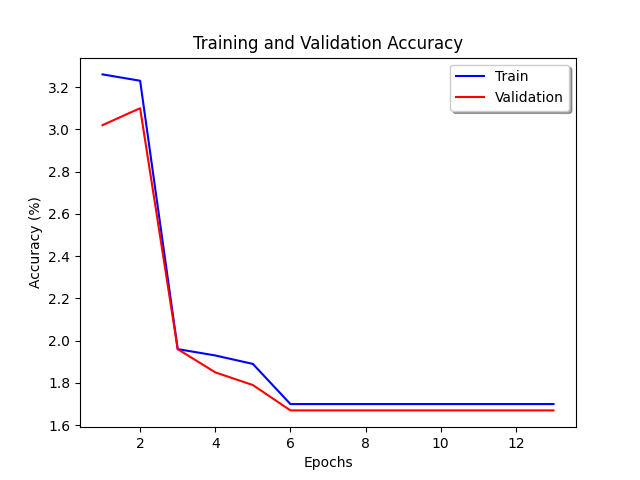 Training and Validation Accuracy
Train
Validation
Accuracy (%)
3.2
3.0
2.8
2.6
2.4
2.2
2.0
1.8
1.6
2 4 6 8 10 12
Epochs